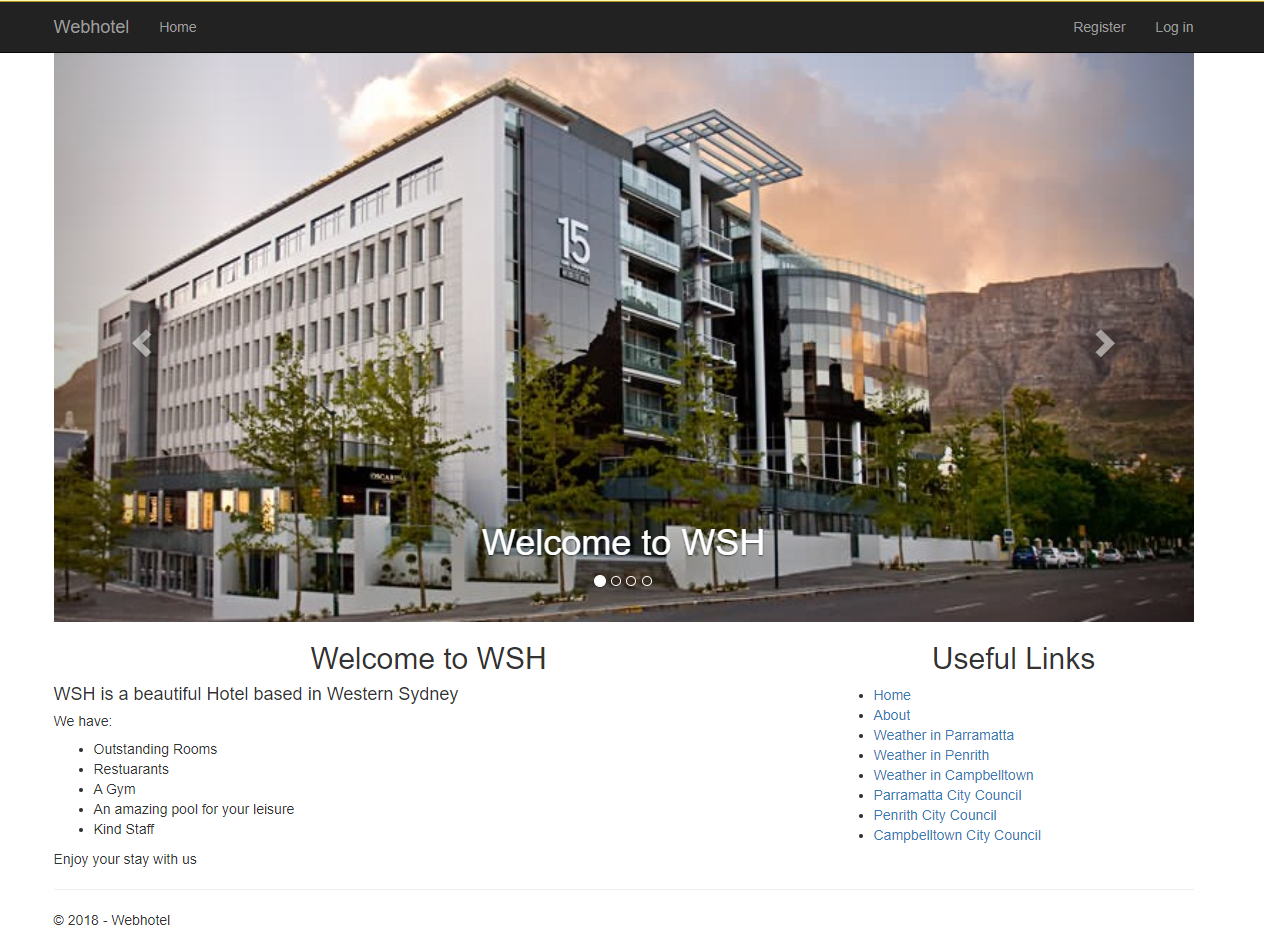 Webhotel Home Register Log in
15
Welcome to WSH
Welcome to WSH
WSH is a beautiful Hotel based in Western Sydney
We have:
Outstanding Rooms
Restuarants
A Gym
An amazing pool for your leisure
Kind Staff
Enjoy your stay with us
Useful Links
Home
About
Weather in Parramatta
Weather in Penrith
Weather in Campbelltown
Parramatta City Council
Penrith City Council
Campbelltown City Council
© 2018 - Webhotel